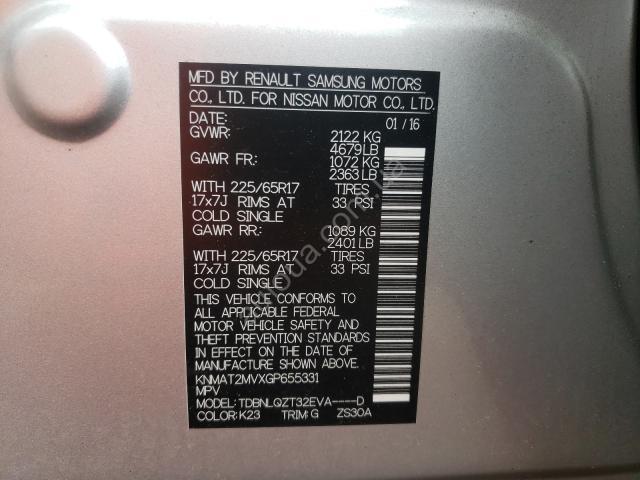 MFD BY RENAULT SAMSUNG MOTORS
CO., LTD. FOR NISSAN MOTOR CO., LTD.
DATE: 01/16
GVWR: 2122 KG
4679 LB
GAWR FR: 1072 KG
2363 LB
WITH 225/65R17 TIRES
17x7J RIMS AT 33 PSI
COLD SINGLE
GAWR RR: 1089 KG
2401 LB
WITH 225/65R17 TIRES
17x7J RIMS AT 33 PSI
COLD SINGLE
THIS VEHICLE CONFORMS TO
ALL APPLICABLE FEDERAL
MOTOR VEHICLE SAFETY AND
THEFT PREVENTION STANDARDS
IN EFFECT ON THE DATE OF
MANUFACTURE SHOWN ABOVE.
KNMAT2MVXGP655331
MPV
MODEL: TDBNLQZT32EVA----D
COLOR: K23 TRIM: G ZS30A